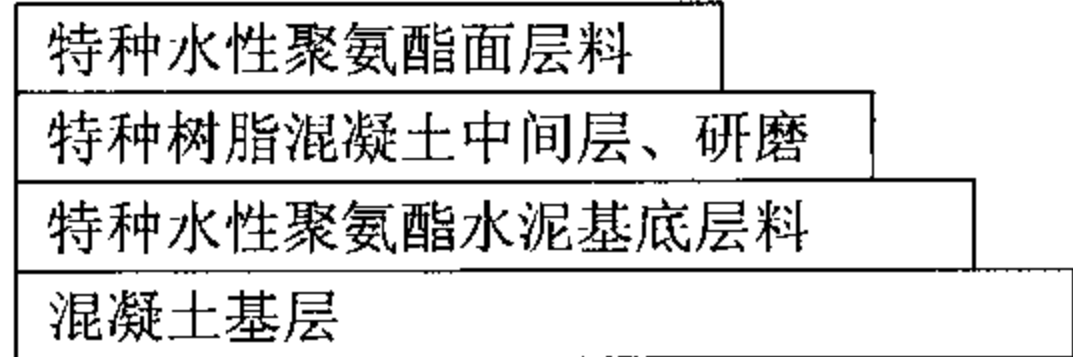 特种水性聚氨酯面层料
特种树脂混凝土中间层、研磨
特种水性聚氨酯水泥基底层料
混凝土基层